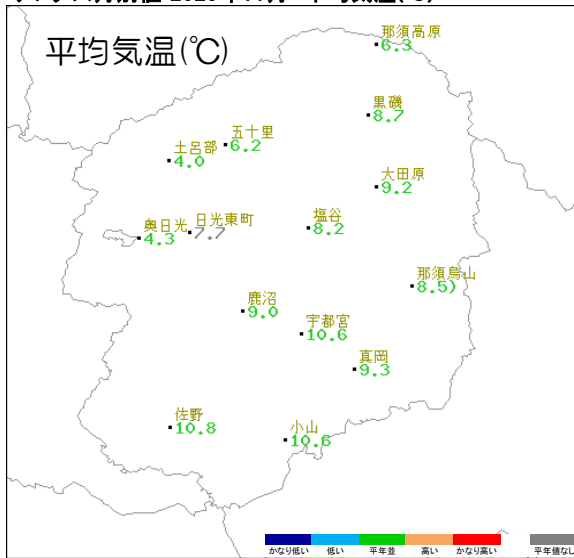 平均気温(℃)
那須高原
6.3
黒磯
8.7
五十里
6.2
土呂部
4.0
大田原
9.2
塩谷
8.2
日光東町
7.7
奥日光
4.3
那須烏山
8.5)
鹿沼
9.0
宇都宮
10.6
真岡
9.3
佐野
10.8
小山
10.6
かなり低い 低い 平年並 高い かなり高い 平年値なし